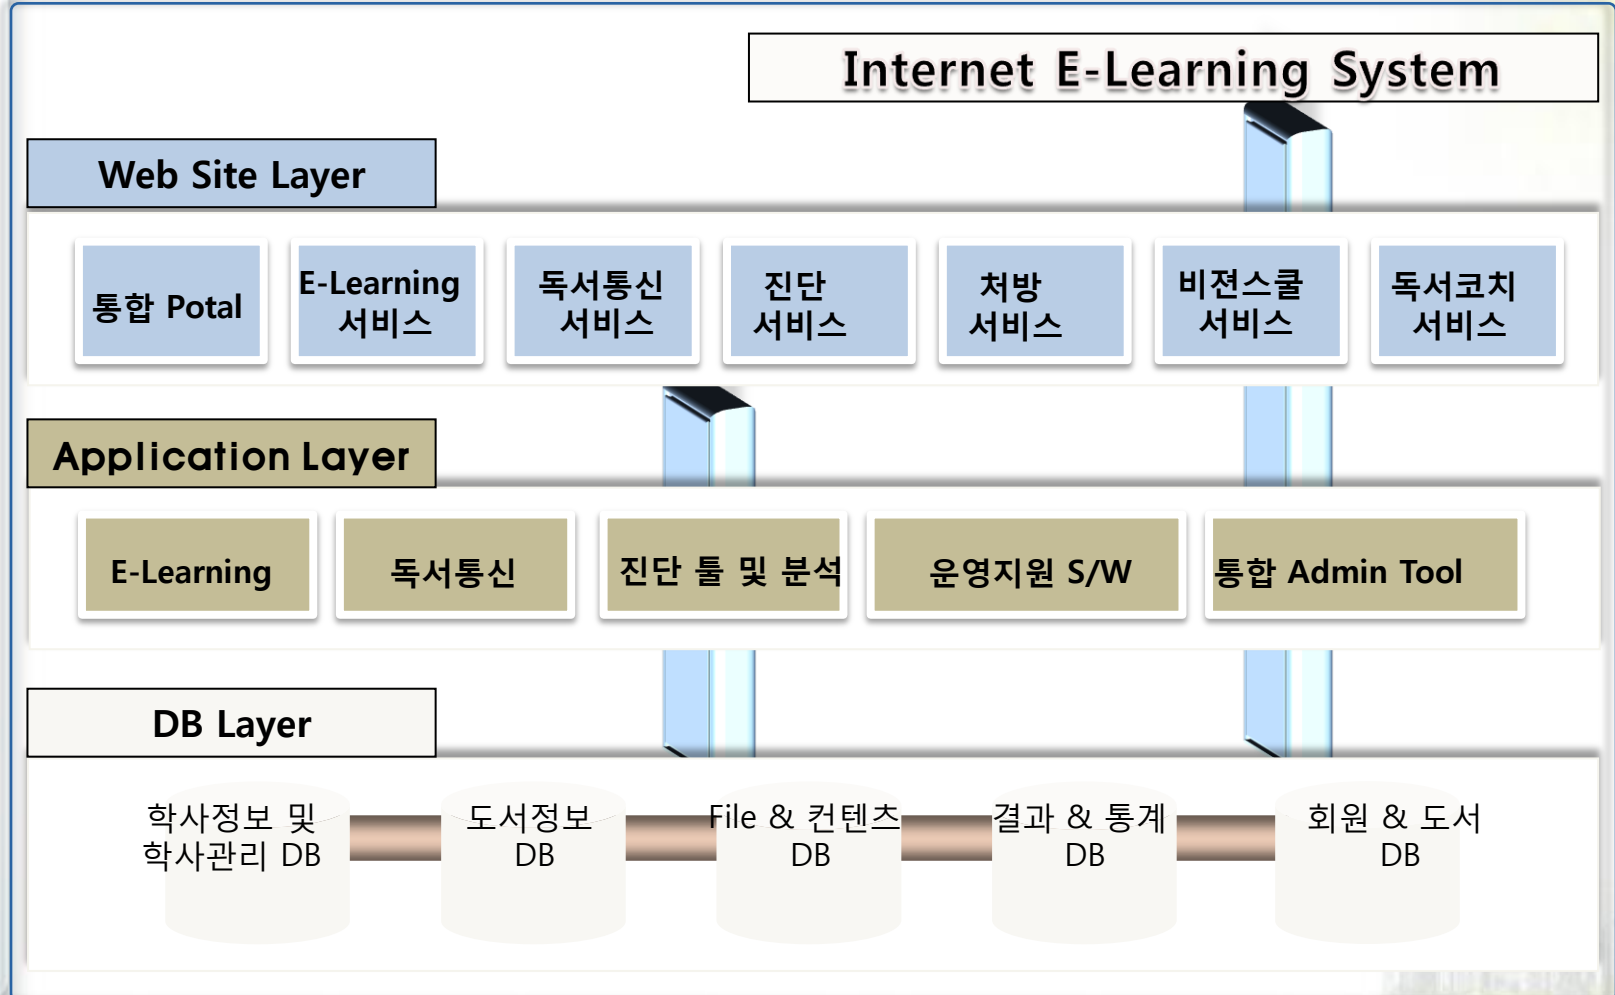 Internet E-Learning System
Web Site Layer
통합 Potal
E-Learning
서비스
독서통신
서비스
진단
서비스
처방
서비스
비젼스쿨
서비스
독서코치
서비스
Application Layer
E-Learning
독서통신
진단 툴 및 분석
운영지원 S/W
통합 Admin Tool
DB Layer
학사정보 및
학사관리 DB
도서정보
DB
File & 컨텐츠
DB
결과 & 통계
DB
회원 & 도서
DB